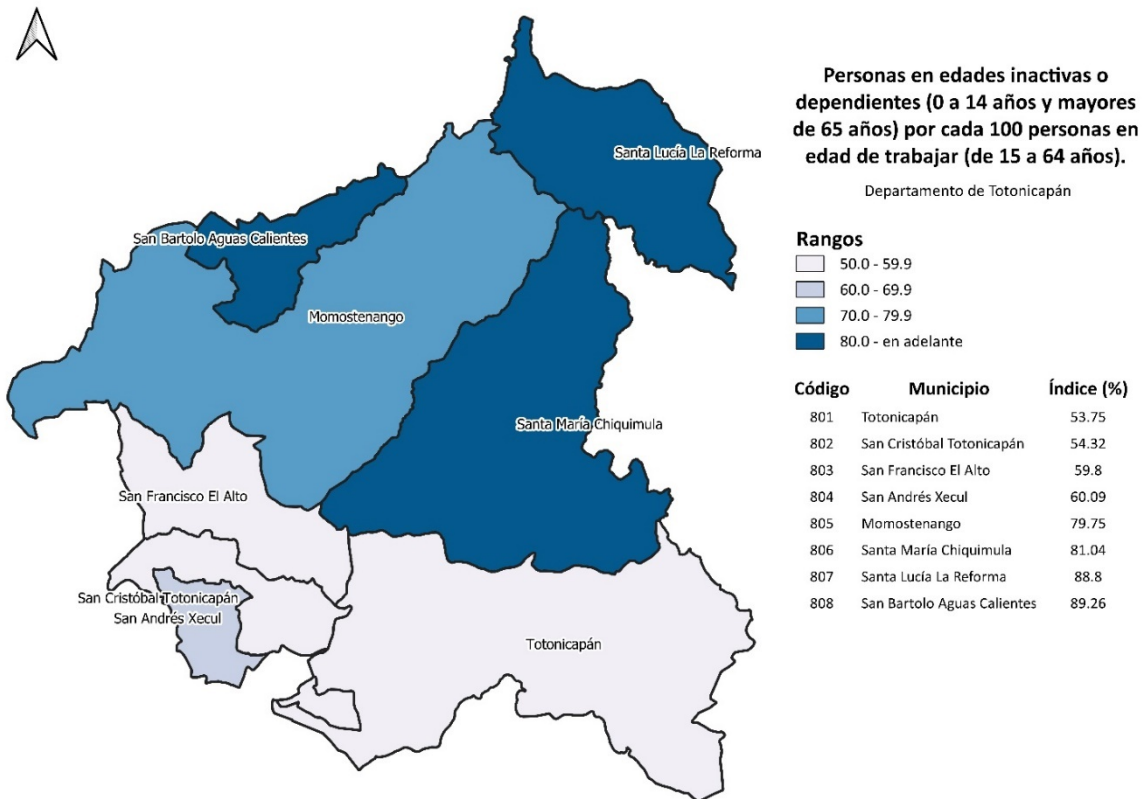 Personas en edades inactivas o
dependientes (0 a 14 años y mayores
de 65 años) por cada 100 personas en
edad de trabajar (de 15 a 64 años).
Departamento de Totonicapán
Rangos
50.0 - 59.9
60.0 - 69.9
70.0 - 79.9
80.0 - en adelante
Código Municipio Índice (%)
801 Totonicapán 53.75
802 San Cristóbal Totonicapán 54.32
803 San Francisco El Alto 59.8
804 San Andrés Xecul 60.09
805 Momostenango 79.75
806 Santa María Chiquimula 81.04
807 Santa Lucía La Reforma 88.8
808 San Bartolo Aguas Calientes 89.26
Santa Lucía La Reforma
San Bartolo Aguas Calientes
Momostenango
Santa María Chiquimula
San Francisco El Alto
San Cristóbal Totonicapán
San Andrés Xecul
Totonicapán